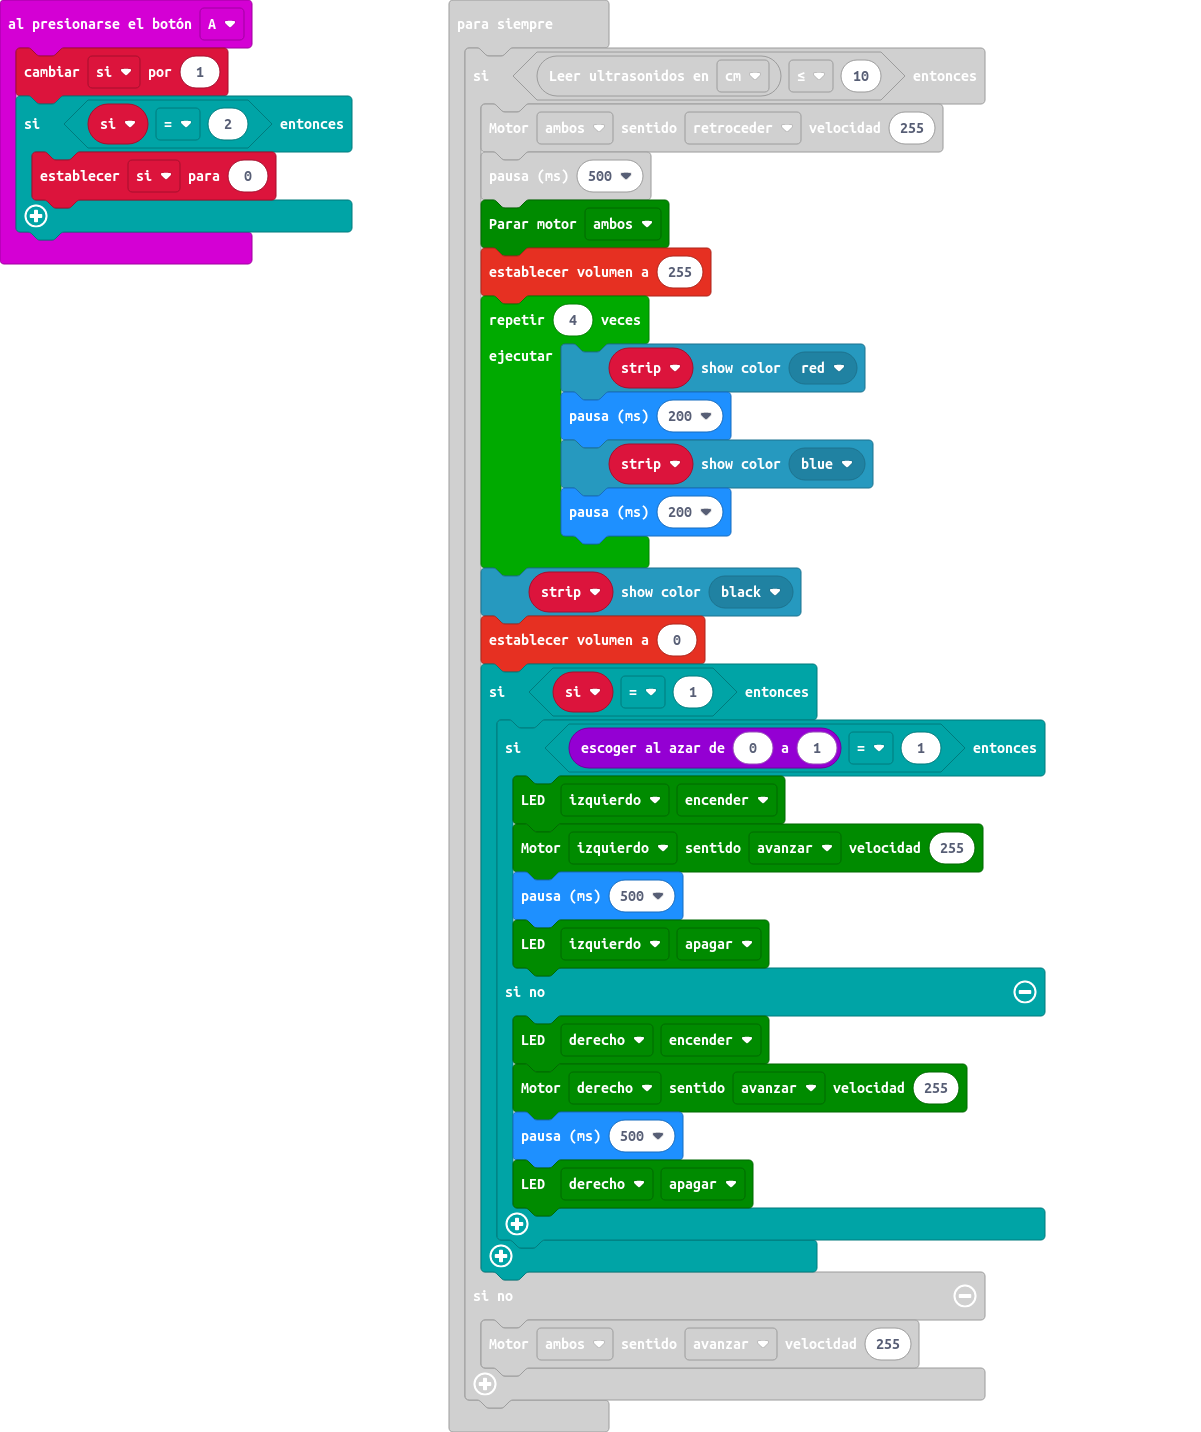 al presionarse el botón A
cambiar si por 1
si si = 2 entonces
establecer si para 0
para siempre
si Leer ultrasonidos en cm ≤ 10 entonces
Motor ambos sentido retroceder velocidad 255
pausa (ms) 500
Parar motor ambos
establecer volumen a 255
repetir 4 veces
ejecutar
strip show color red
pausa (ms) 200
strip show color blue
pausa (ms) 200
strip show color black
establecer volumen a 0
si si = 1 entonces
si escoger al azar de 0 a 1 = 1 entonces
LED izquierdo encender
Motor izquierdo sentido avanzar velocidad 255
pausa (ms) 500
LED izquierdo apagar
si no
LED derecho encender
Motor derecho sentido avanzar velocidad 255
pausa (ms) 500
LED derecho apagar
si no
Motor ambos sentido avanzar velocidad 255